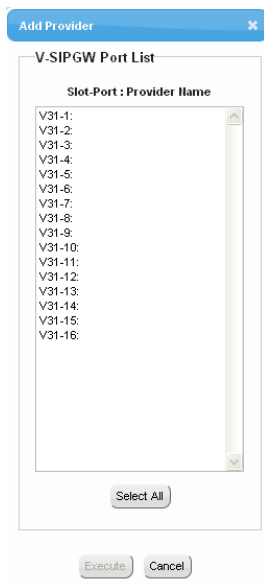 Add Provider
V-SIPGW Port List
Slot-Port : Provider Name
V31-1:
V31-2:
V31-3:
V31-4:
V31-5:
V31-6:
V31-7:
V31-8:
V31-9:
V31-10:
V31-11:
V31-12:
V31-13:
V31-14:
V31-15:
V31-16:
Select All
Execute Cancel